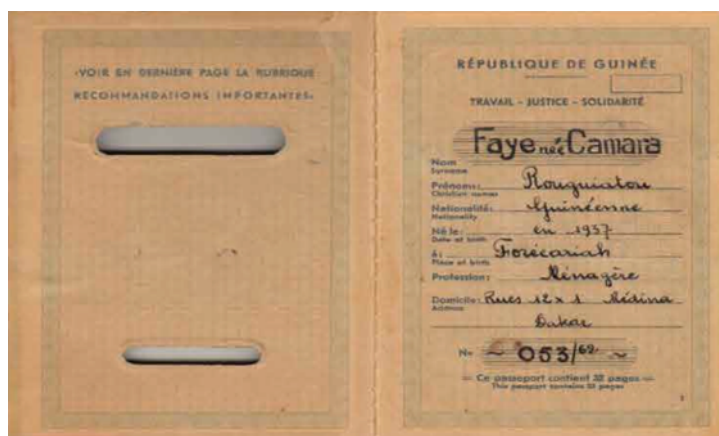 «VOIR EN DERNIÈRE PAGE LA RUBRIQUE
RECOMMANDATIONS IMPORTANTES»
RÉPUBLIQUE DE GUINÉE
TRAVAIL - JUSTICE - SOLIDARITÉ
Faye née Camara
Nom
Surname
Prénoms: Rouguiatou
Christian names
Nationalité: Guinéenne
Nationality
Né le: en 1937
Date of birth
à: Forécariah
Place of birth
Profession: Ménagère
Domicile: Rues 12 x 1 Médina
Address
Dakar
No ~ 053/62. ~
Ce passeport contient 32 pages
This passport contains 32 pages